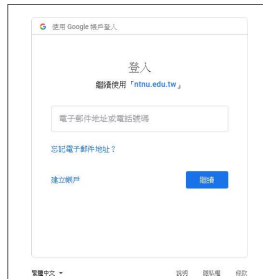 使用 Google 帳戶登入
登入
繼續使用「ntnu.edu.tw」
電子郵件地址或電話號碼
忘記電子郵件地址？
建立帳戶
繼續
繁體中文
說明 隱私權 條款